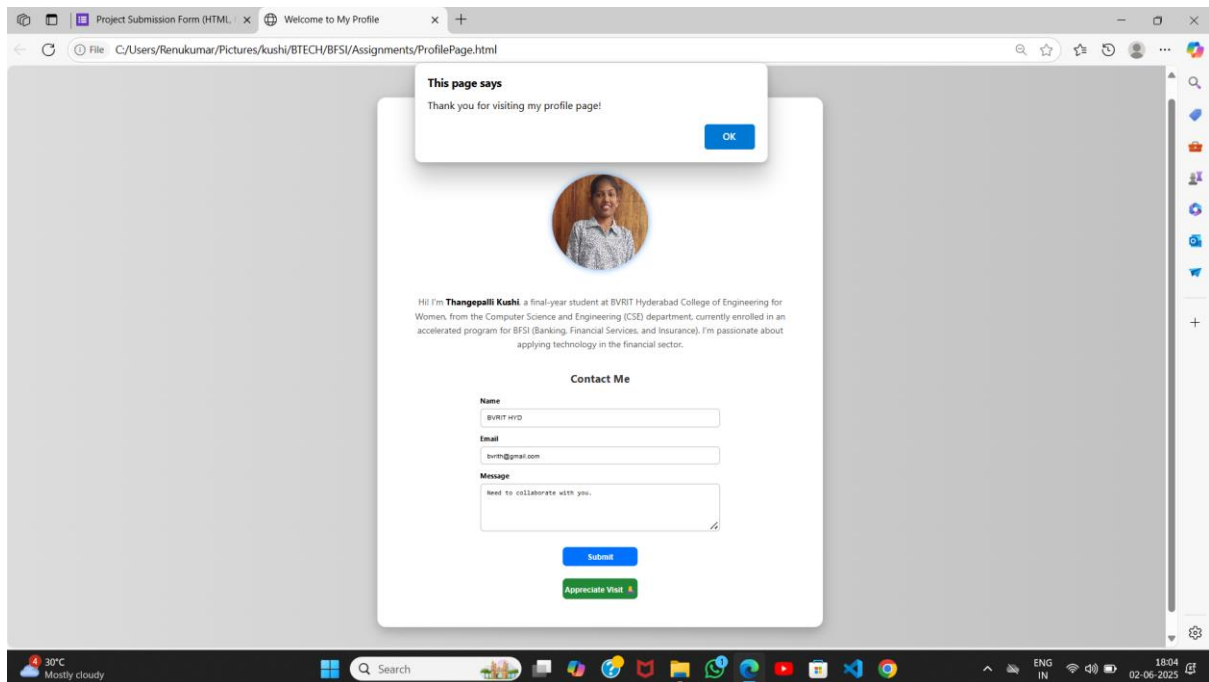 Project Submission Form (HTML,
Welcome to My Profile
File C:/Users/Renukumar/Pictures/kushi/BTECH/BFSI/Assignments/ProfilePage.html
This page says
Thank you for visiting my profile page!
OK
Hi! I'm Thangepalli Kushi, a final-year student at BVRIT Hyderabad College of Engineering for
Women, from the Computer Science and Engineering (CSE) department, currently enrolled in an
accelerated program for BFSI (Banking, Financial Services, and Insurance). I'm passionate about
applying technology in the financial sector.
Contact Me
Name
BVRIT HYD
Email
bvrith@gmail.com
Message
Need to collaborate with you.
Submit
Appreciate Visit
4
30°C
Mostly cloudy
Search
ENG
IN
18:04
02-06-2025